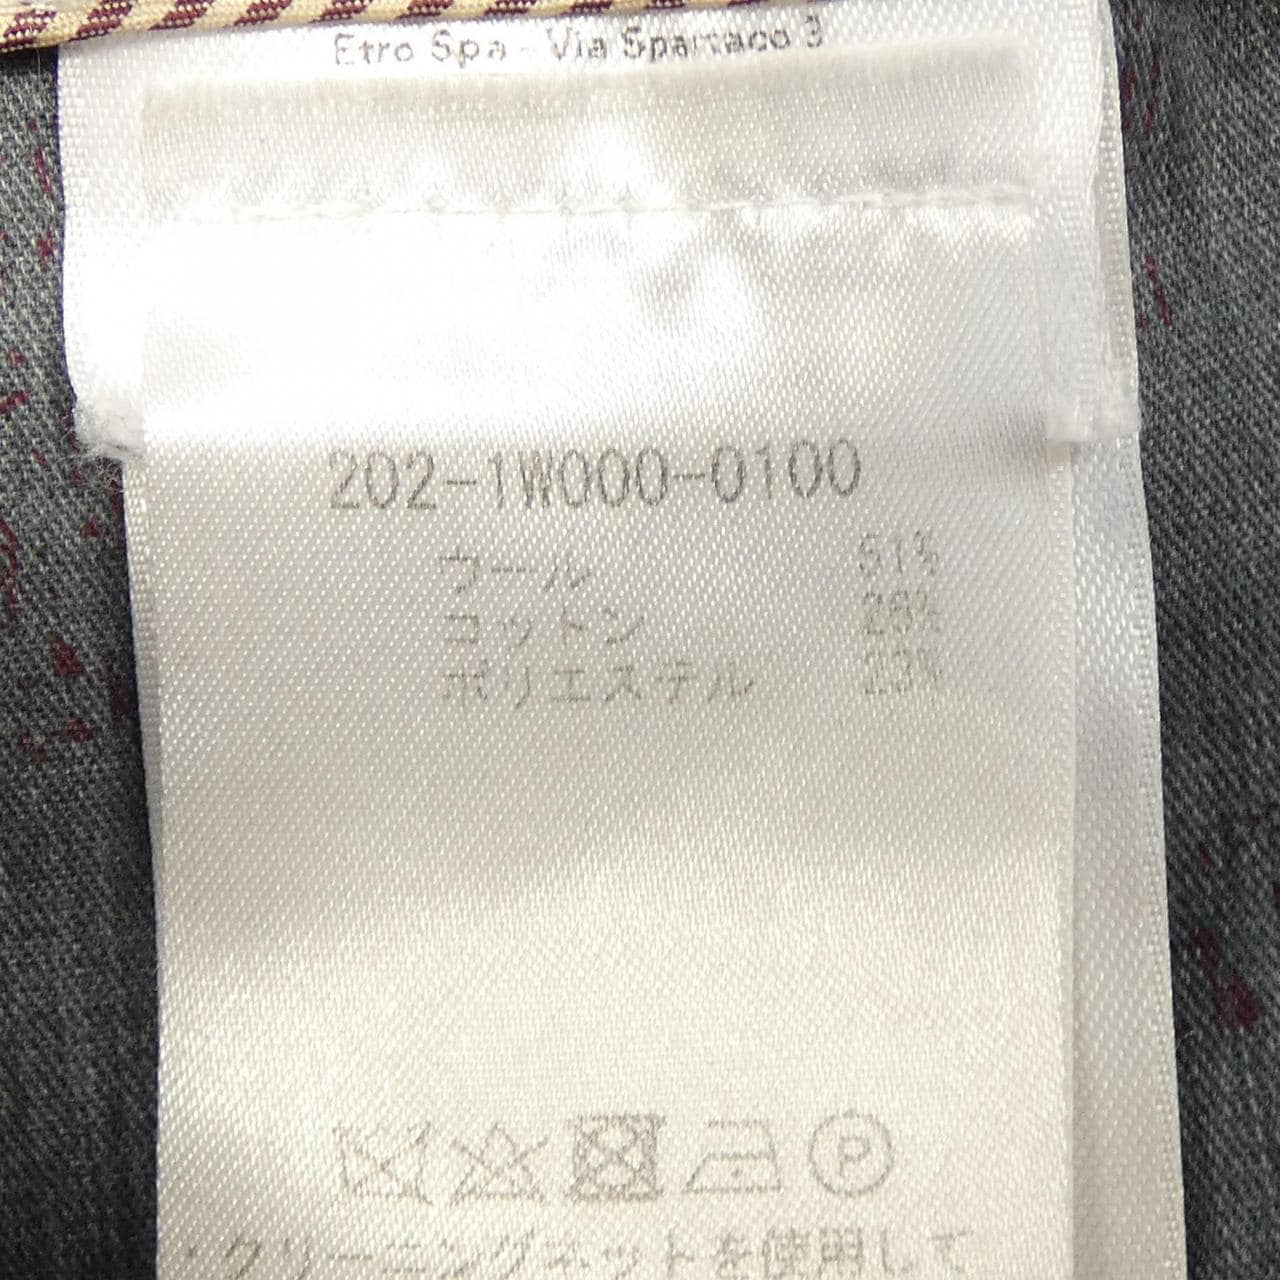 Etro Spa - Via Spartaco 3
202-1W000-0100
ウール 51%
コットン 26%
ポリエステル 23%
P
・クリーニングネットを使用して